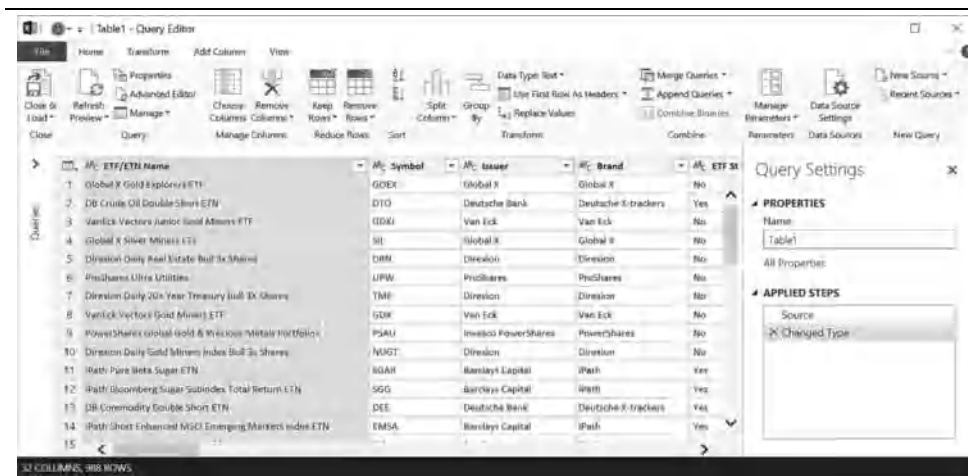 Table1 - Query Editor
File Home Transform Add Column View
Close & Load
Refresh Preview
Properties
Advanced Editor
Manage
Choose Columns
Remove Columns
Keep Rows
Remove Rows
Split Column
Group By
Data Type: Text
Use First Row As Headers
Replace Values
Merge Queries
Append Queries
Combine Binaries
Manage Parameters
Data Source Settings
New Source
Recent Sources
Close Query Manage Columns Reduce Rows Sort Transform Combine Parameters Data Sources New Query
Queries
ETF/ETN Name Symbol Issuer Brand ETF St
1 Global X Gold Explorers ETF GOEX Global X Global X No
2 DB Crude Oil Double Short ETN DTO Deutsche Bank Deutsche X-trackers Yes
3 VanEck Vectors Junior Gold Miners ETF GDXJ Van Eck Van Eck No
4 Global X Silver Miners ETF SIL Global X Global X No
5 Direxion Daily Real Estate Bull 3x Shares DRN Direxion Direxion No
6 ProShares Ultra Utilities UPW ProShares ProShares No
7 Direxion Daily 20+ Year Treasury Bull 3X Shares TMF Direxion Direxion No
8 VanEck Vectors Gold Miners ETF GDX Van Eck Van Eck No
9 PowerShares Global Gold & Precious Metals Portfolio PSAU Invesco PowerShares PowerShares No
10 Direxion Daily Gold Miners Index Bull 3x Shares NUGT Direxion Direxion No
11 iPath Pure Beta Sugar ETN SGAR Barclays Capital iPath Yes
12 iPath Bloomberg Sugar Subindex Total Return ETN SGG Barclays Capital iPath Yes
13 DB Commodity Double Short ETN DEE Deutsche Bank Deutsche X-trackers Yes
14 iPath Short Enhanced MSCI Emerging Markets Index ETN EMSA Barclays Capital iPath Yes
15
Query Settings
PROPERTIES
Name
Table1
All Properties
APPLIED STEPS
Source
Changed Type
32 COLUMNS, 988 ROWS